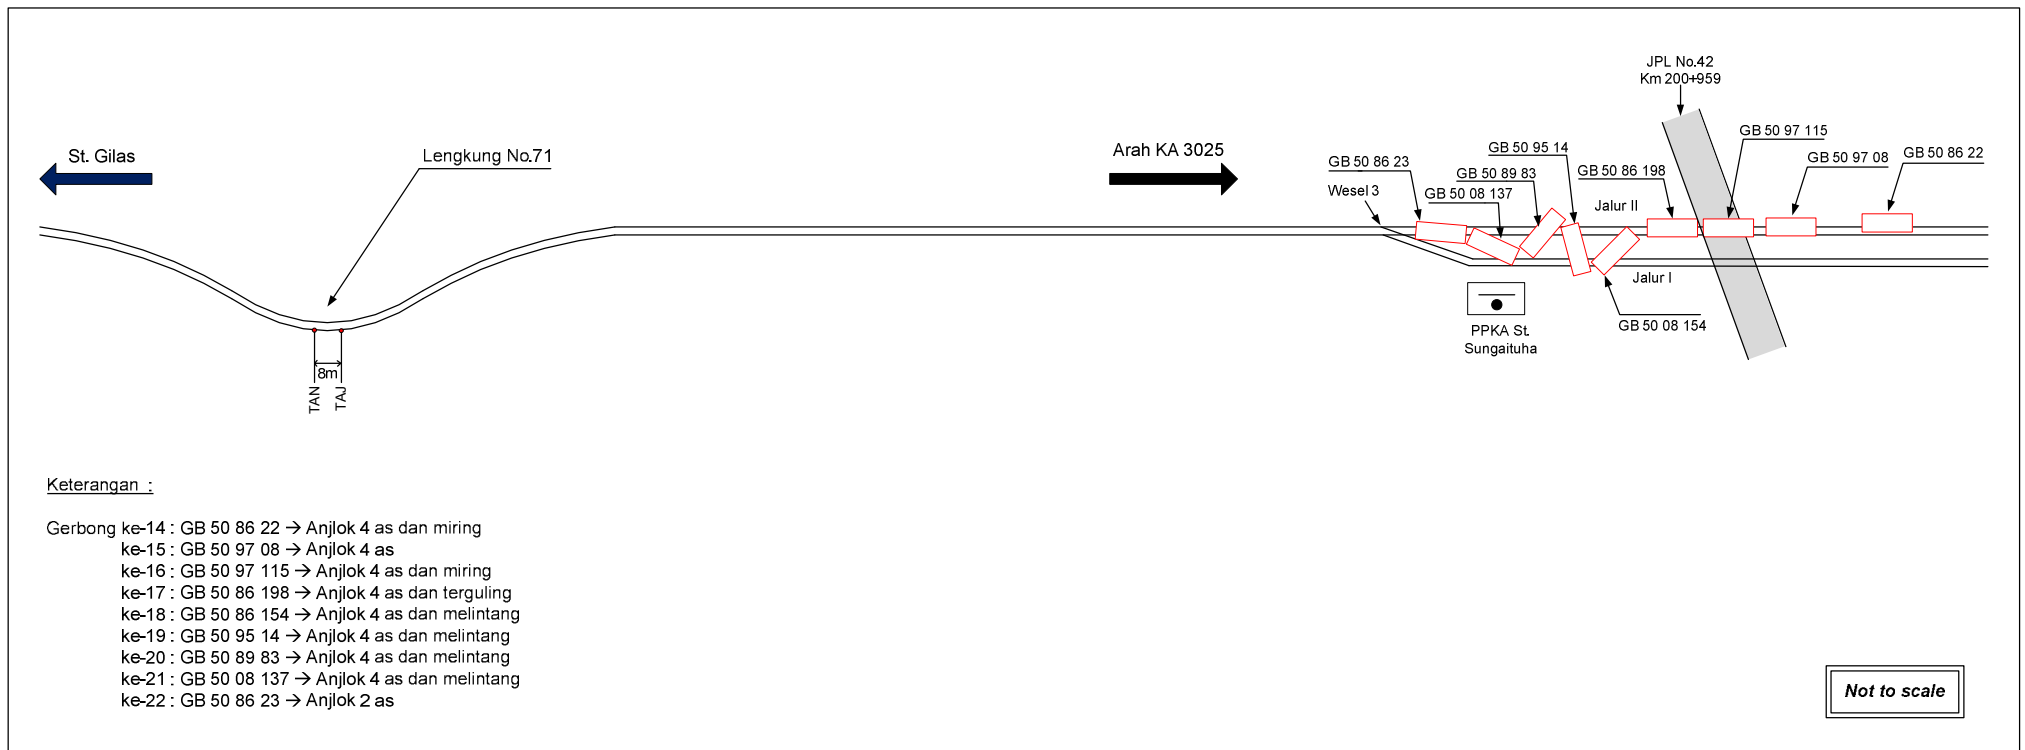 JPL No.42
Km 200+959
GB 50 97 115
St. Gilas
Lengkung No.71
Arah KA 3025
GB 50 95 14
GB 50 86 23
GB 50 97 08
GB 50 86 22
GB 50 89 83
GB 50 86 198
Wesel 3
GB 50 08 137
Jalur II
Jalur I
GB 50 08 154
PPKA St.
Sungaituha
8m
TAN
TAJ
Keterangan :
Gerbong ke-14 : GB 50 86 22 → Anjlok 4 as dan miring
ke-15 : GB 50 97 08 → Anjlok 4 as
ke-16 : GB 50 97 115 → Anjlok 4 as dan miring
ke-17 : GB 50 86 198 → Anjlok 4 as dan terguling
ke-18 : GB 50 86 154 → Anjlok 4 as dan melintang
ke-19 : GB 50 95 14 → Anjlok 4 as dan melintang
ke-20 : GB 50 89 83 → Anjlok 4 as dan melintang
ke-21 : GB 50 08 137 → Anjlok 4 as dan melintang
ke-22 : GB 50 86 23 → Anjlok 2 as
Not to scale